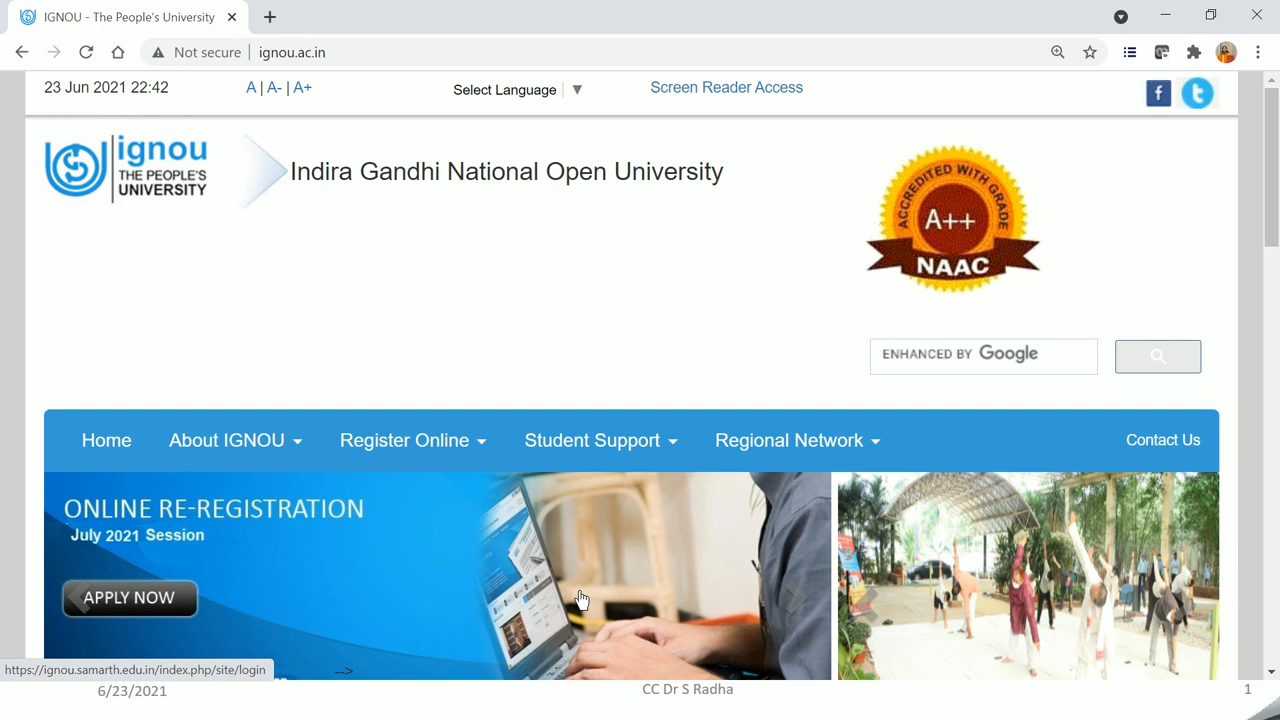 IGNOU - The People's University
Not secure
ignou.ac.in
23 Jun 2021 22:42
A | A- | A+
Select Language ▼
Screen Reader Access
ignou
THE PEOPLE'S
UNIVERSITY
Indira Gandhi National Open University
ACCREDITED WITH GRADE
A++
NAAC
ENHANCED BY Google
Home
About IGNOU
Register Online
Student Support
Regional Network
Contact Us
ONLINE RE-REGISTRATION
July 2021 Session
APPLY NOW
https://ignou.samarth.edu.in/index.php/site/login
-->
6/23/2021
CC Dr S Radha
1